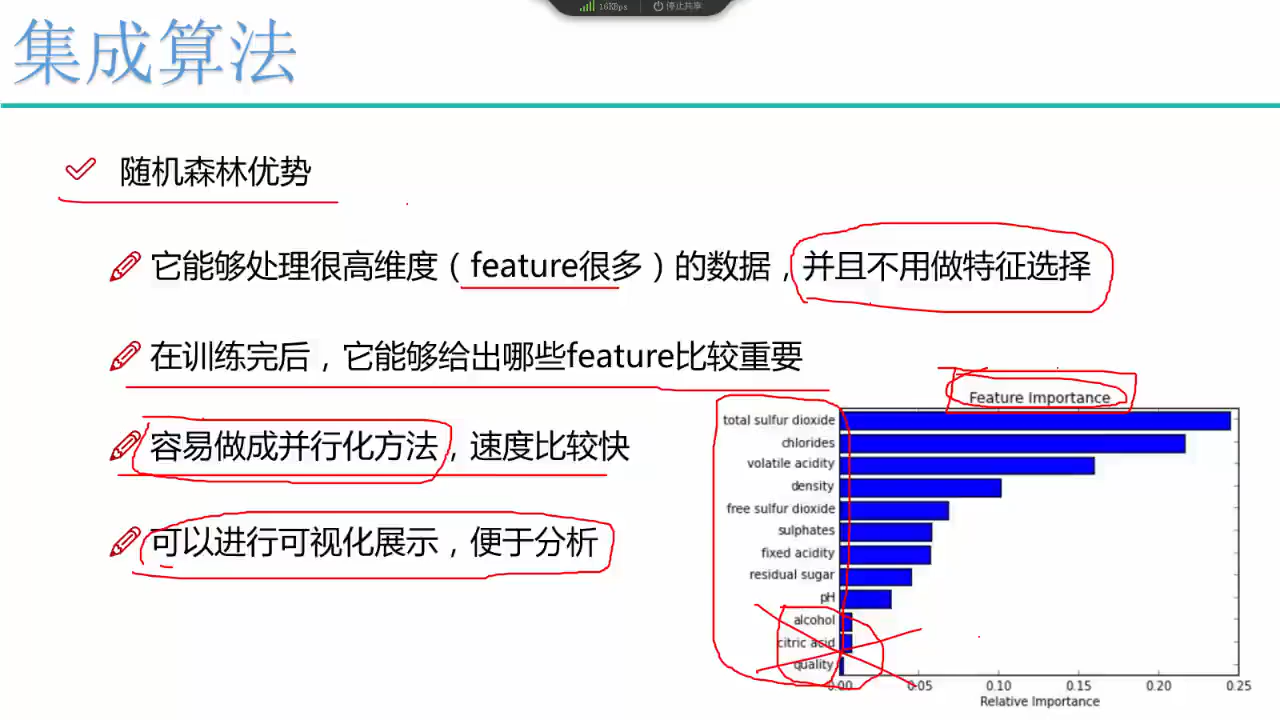 16KBps 停止共享
集成算法
随机森林优势
它能够处理很高维度（feature很多）的数据，并且不用做特征选择
在训练完后，它能够给出哪些feature比较重要
容易做成并行化方法，速度比较快
可以进行可视化展示，便于分析
Feature Importance
total sulfur dioxide
chlorides
volatile acidity
density
free sulfur dioxide
sulphates
fixed acidity
residual sugar
pH
alcohol
citric acid
quality
0.00 0.05 0.10 0.15 0.20 0.25
Relative Importance